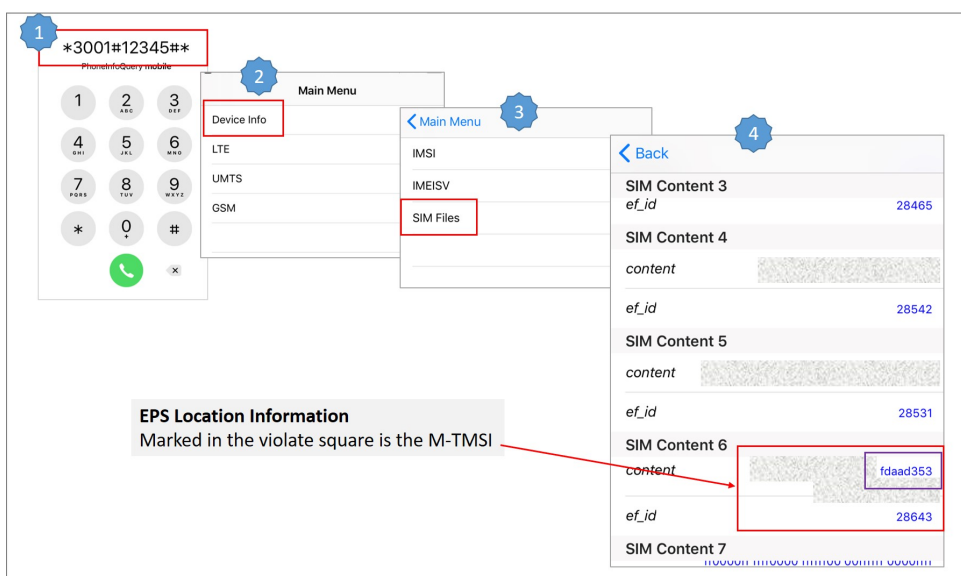 1
*3001#12345#*
PhoneInfoQuery mobile
1
2
ABC
3
DEF
4
GHI
5
JKL
6
MNO
7
PQRS
8
TUV
9
WXYZ
*
0
+
#
2
Main Menu
Device Info
LTE
UMTS
GSM
3
Main Menu
IMSI
IMEISV
SIM Files
4
Back
SIM Content 3
ef_id 28465
SIM Content 4
content
ef_id 28542
SIM Content 5
content
ef_id 28531
SIM Content 6
content fdaad353
ef_id 28643
SIM Content 7
EPS Location Information
Marked in the violate square is the M-TMSI